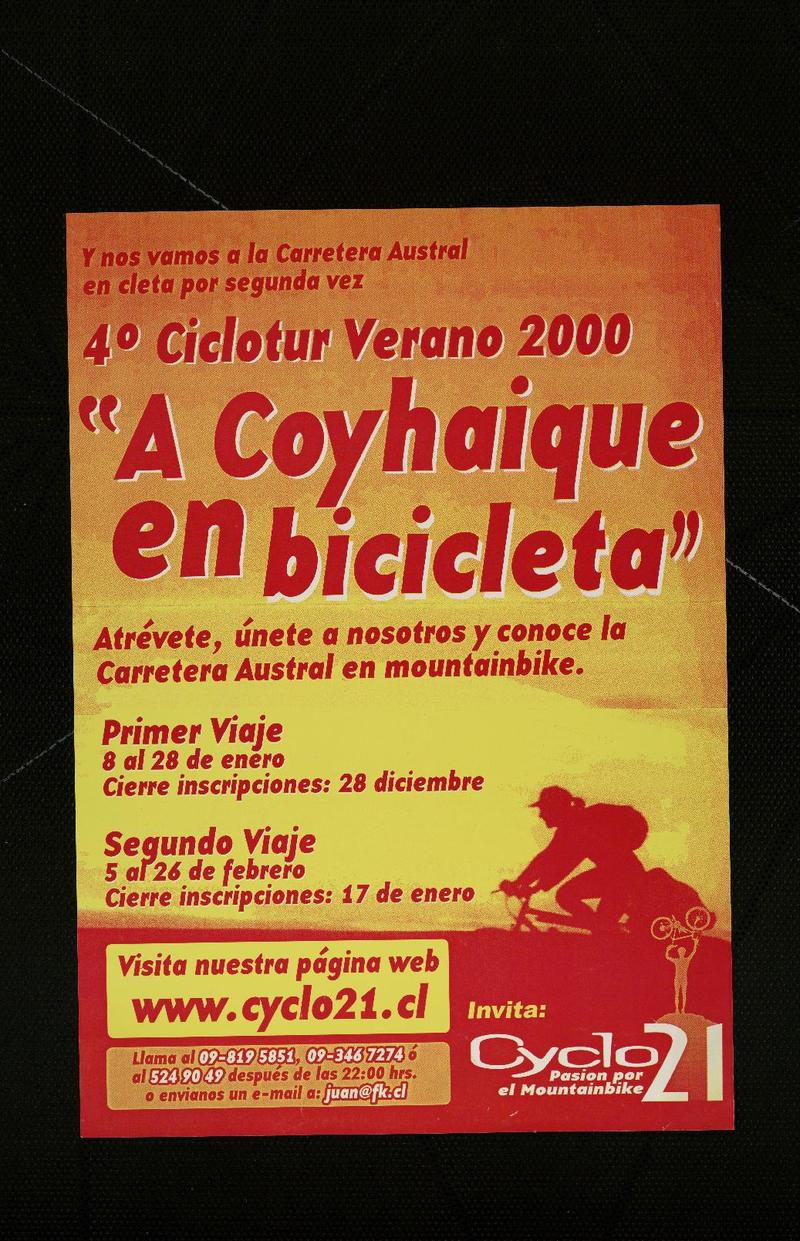 Y nos vamos a la Carretera Austral
en cleta por segunda vez
4º Ciclotur Verano 2000
“A Coyhaique
en bicicleta”
Atrévete, únete a nosotros y conoce la
Carretera Austral en mountainbike.
Primer Viaje
8 al 28 de enero
Cierre inscripciones: 28 diciembre
Segundo Viaje
5 al 26 de febrero
Cierre inscripciones: 17 de enero
Visita nuestra página web
www.cyclo21.cl
Llama al 09-819 5851, 09-346 7274 ó
al 524 90 49 después de las 22:00 hrs.
o envianos un e-mail a: juan@fk.cl
Invita:
Cyclo21
Pasion por
el Mountainbike